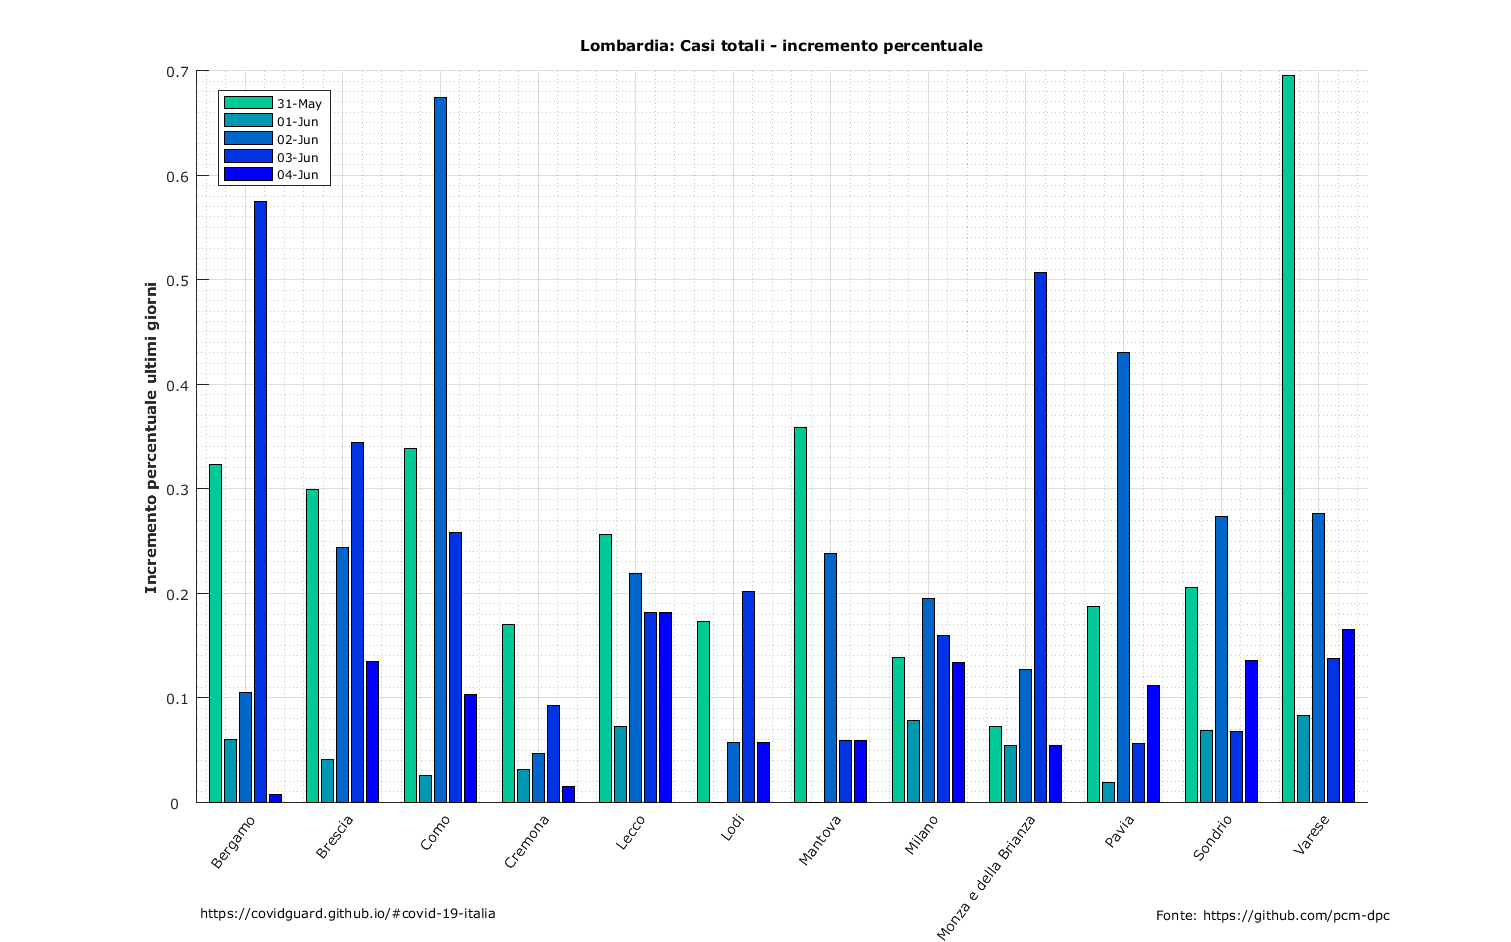 Lombardia: Casi totali - incremento percentuale
Incremento percentuale ultimi giorni
0.7
0.6
0.5
0.4
0.3
0.2
0.1
0
31-May
01-Jun
02-Jun
03-Jun
04-Jun
Bergamo
Brescia
Como
Cremona
Lecco
Lodi
Mantova
Milano
Monza e della Brianza
Pavia
Sondrio
Varese
https://covidguard.github.io/#covid-19-italia
Fonte: https://github.com/pcm-dpc